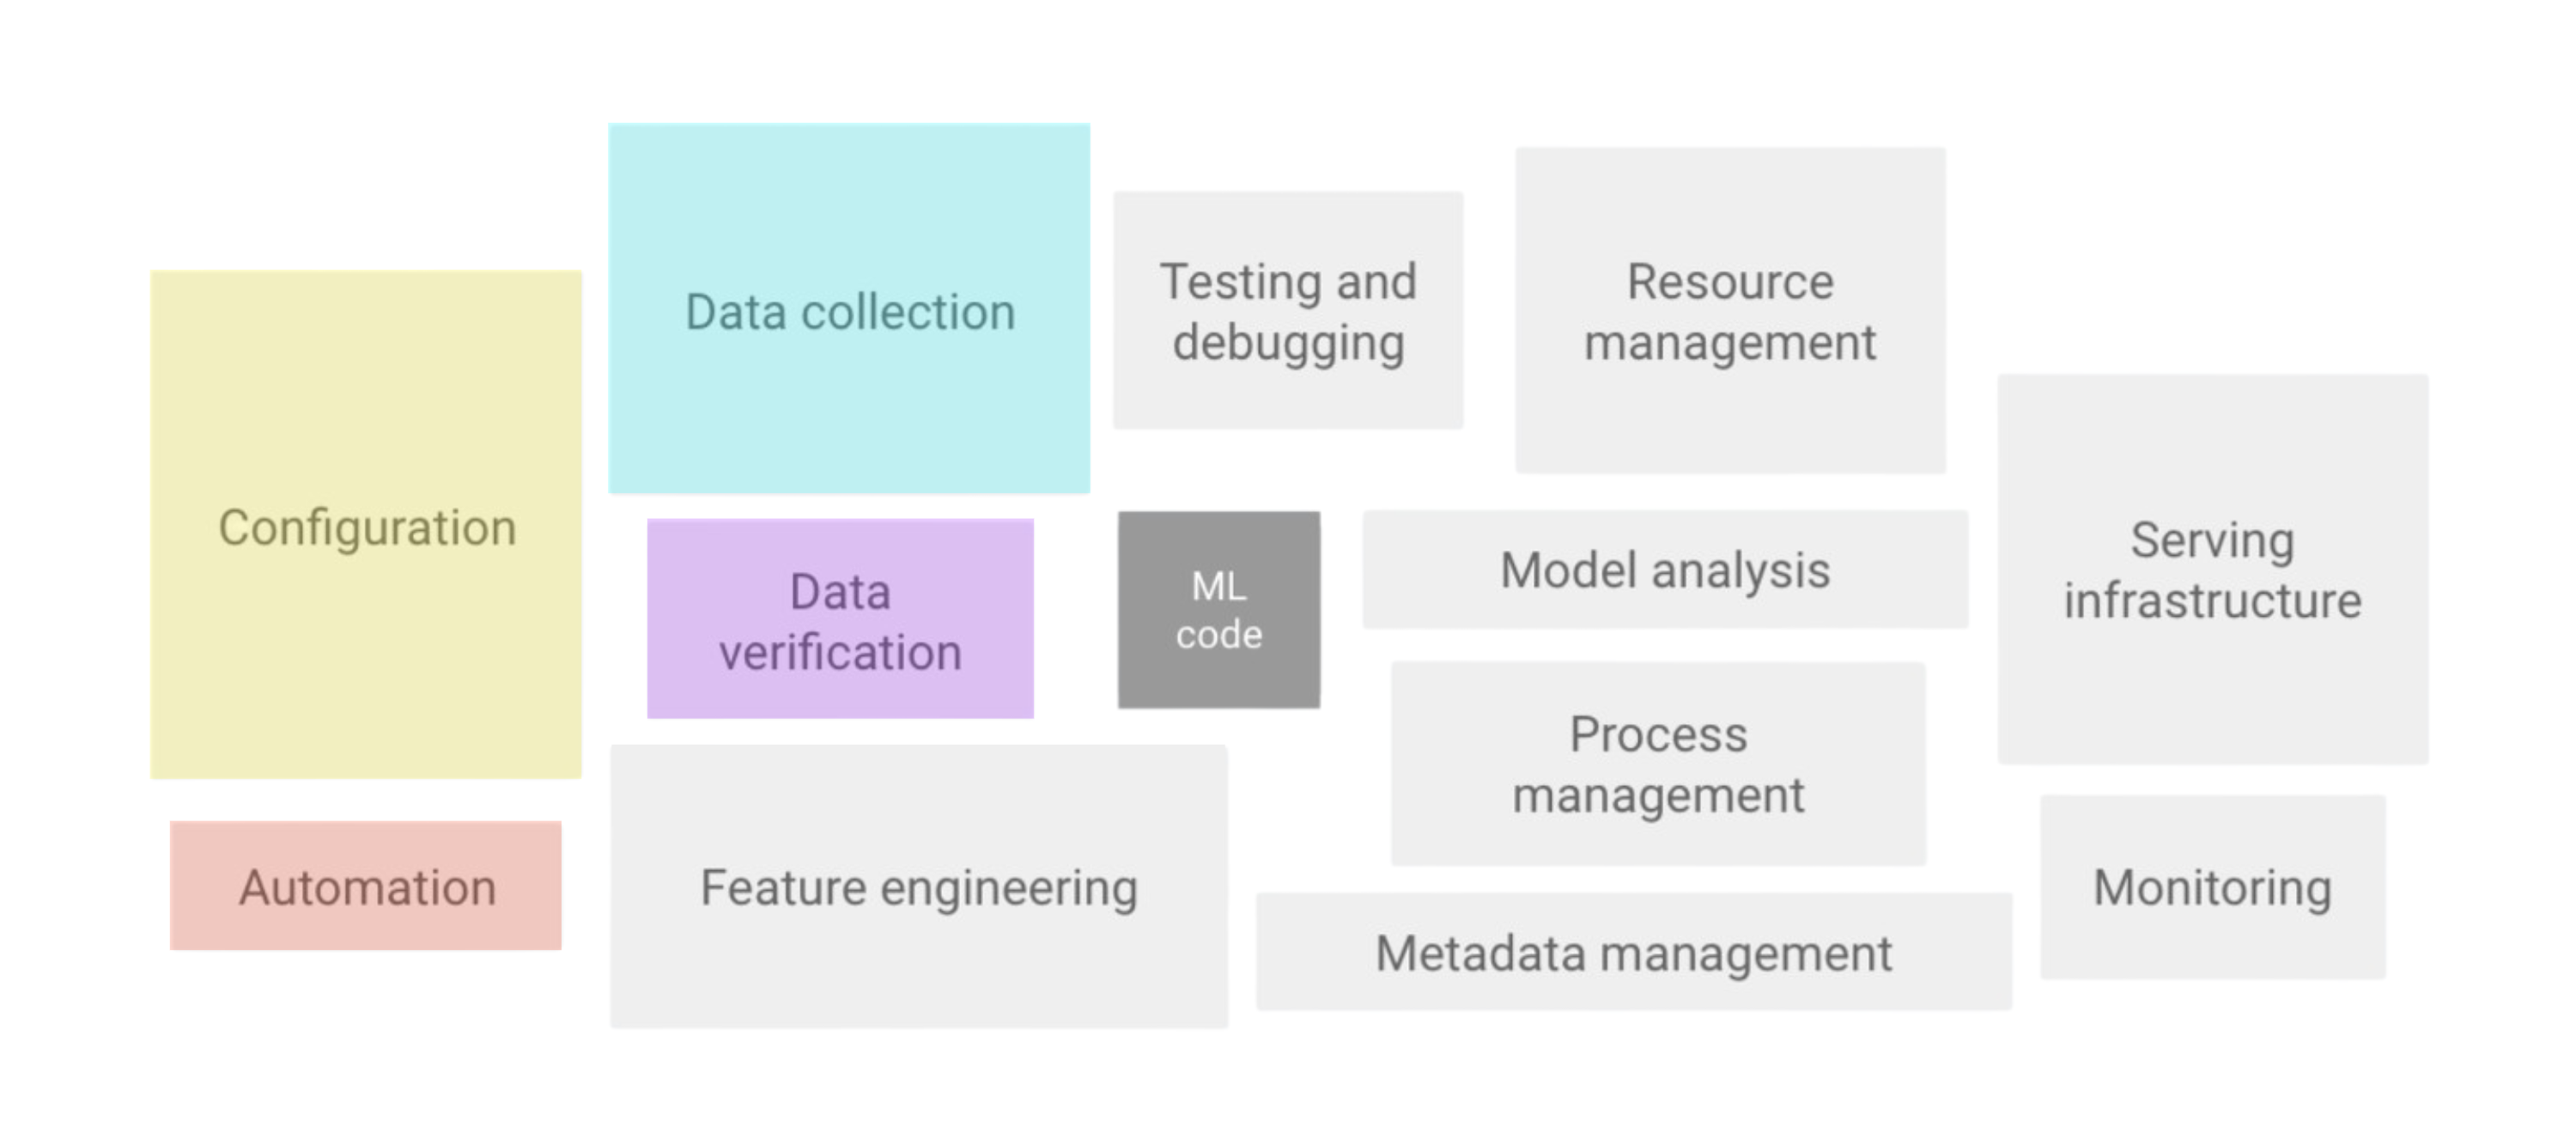 Configuration
Automation
Data collection
Data
verification
Feature engineering
Testing and
debugging
ML
code
Resource
management
Model analysis
Process
management
Metadata management
Serving
infrastructure
Monitoring